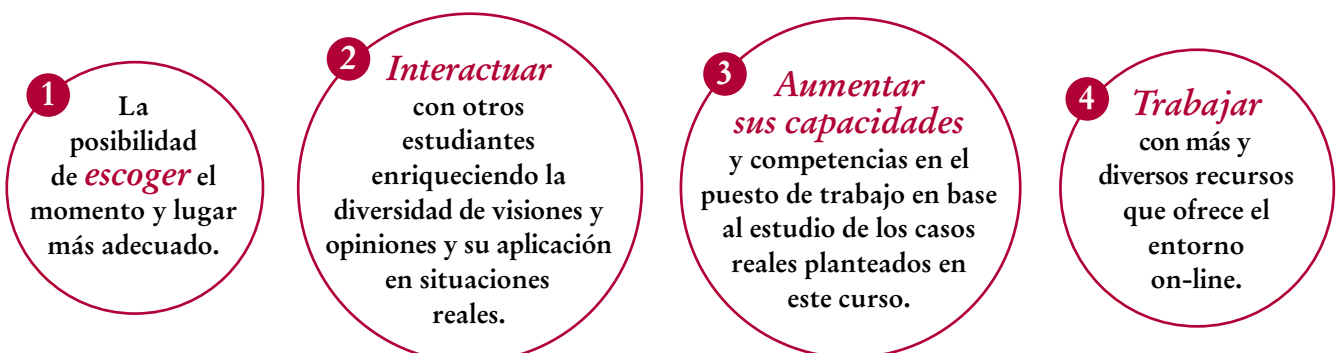 1
La
posibilidad
de escoger el
momento y lugar
más adecuado.
2
Interactuar
con otros
estudiantes
enriqueciendo la
diversidad de visiones y
opiniones y su aplicación
en situaciones
reales.
3
Aumentar
sus capacidades
y competencias en el
puesto de trabajo en base
al estudio de los casos
reales planteados en
este curso.
4
Trabajar
con más y
diversos recursos
que ofrece el
entorno
on-line.